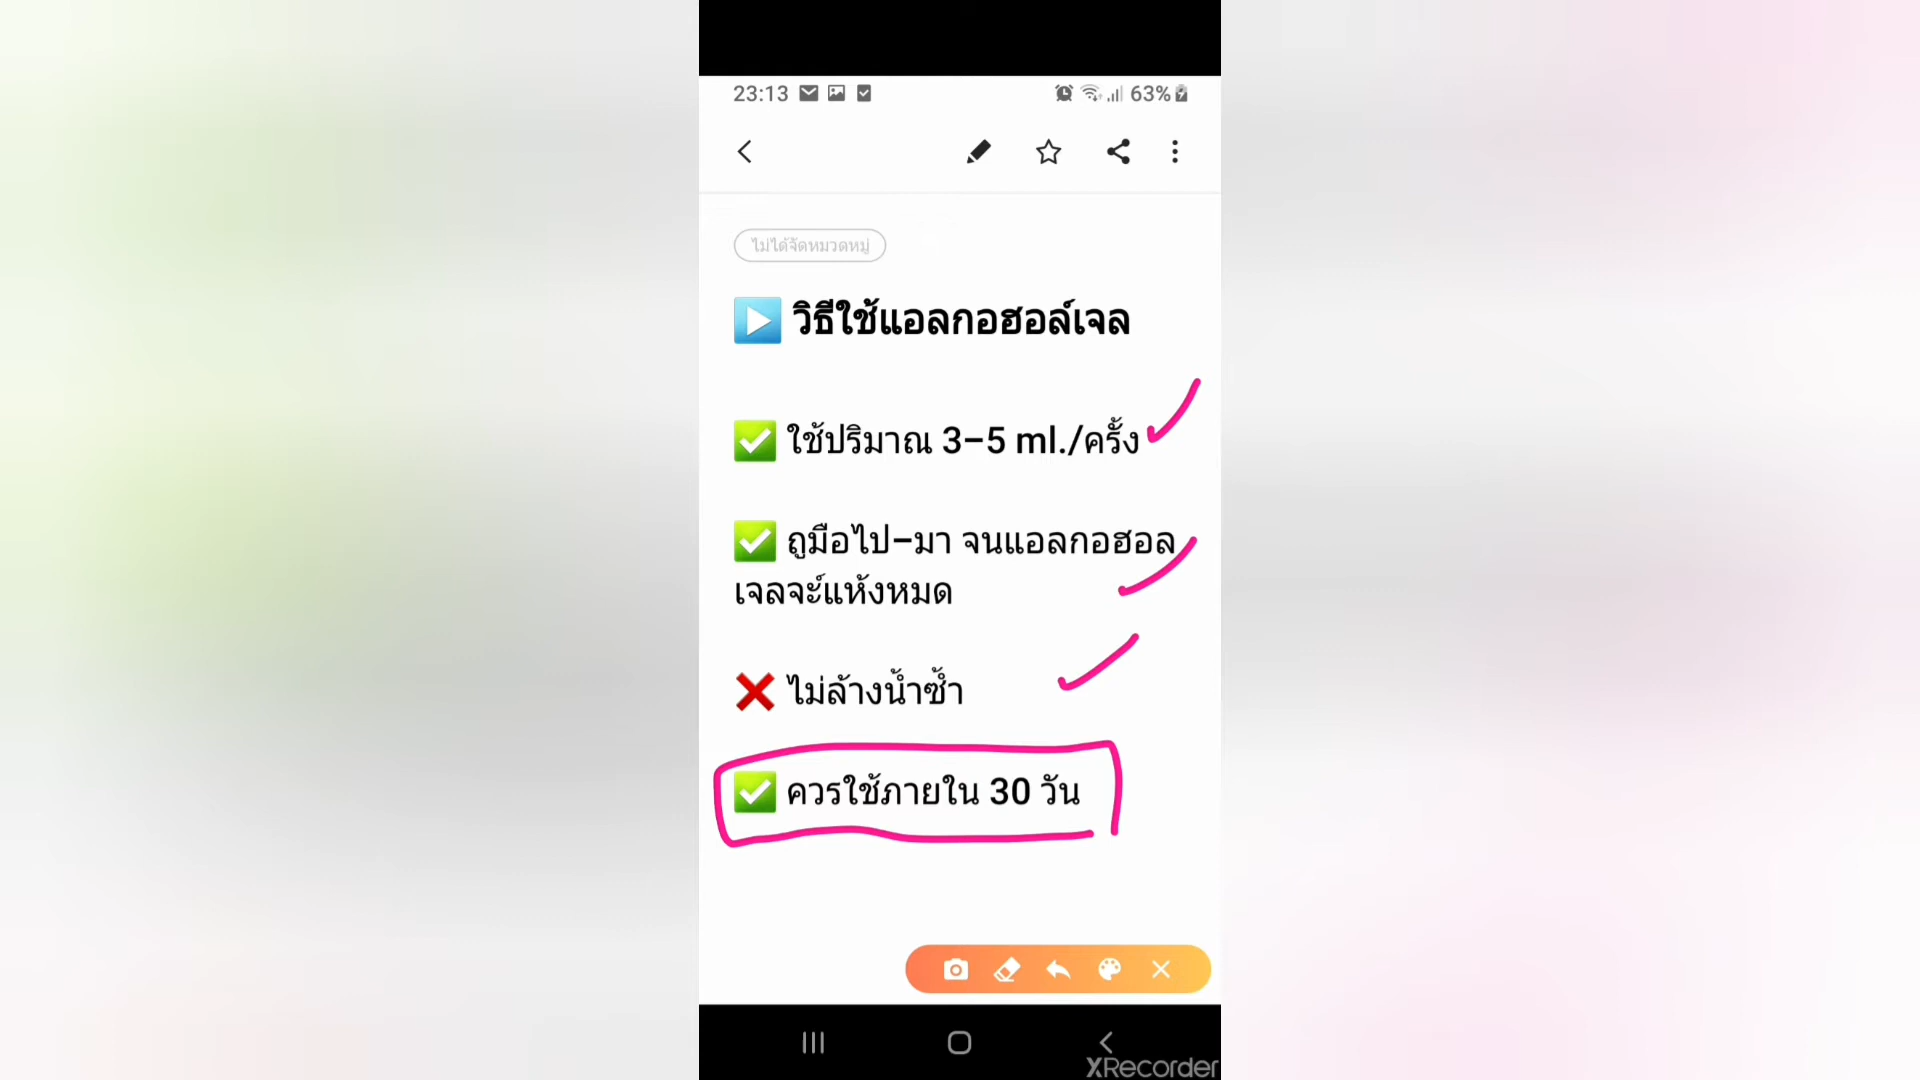 23:13
63%
ไม่ได้จัดหมวดหมู่
วิธีใช้แอลกอฮอล์เจล
ใช้ปริมาณ 3-5 ml./ครั้ง
ถูมือไป-มา จนแอลกอฮอล
เจลจะ์แห้งหมด
ไม่ล้างน้ำซ้ำ
ควรใช้ภายใน 30 วัน
XRecorder